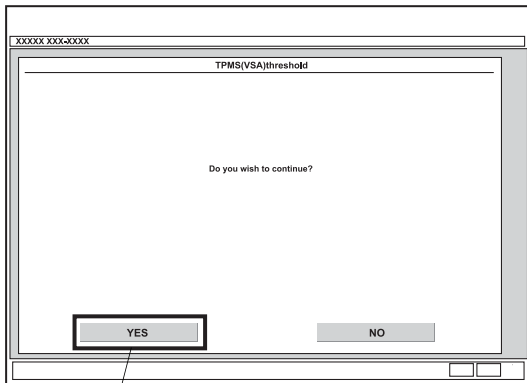 XXXXX XXX-XXXX
TPMS(VSA)threshold
Do you wish to continue?
YES
NO